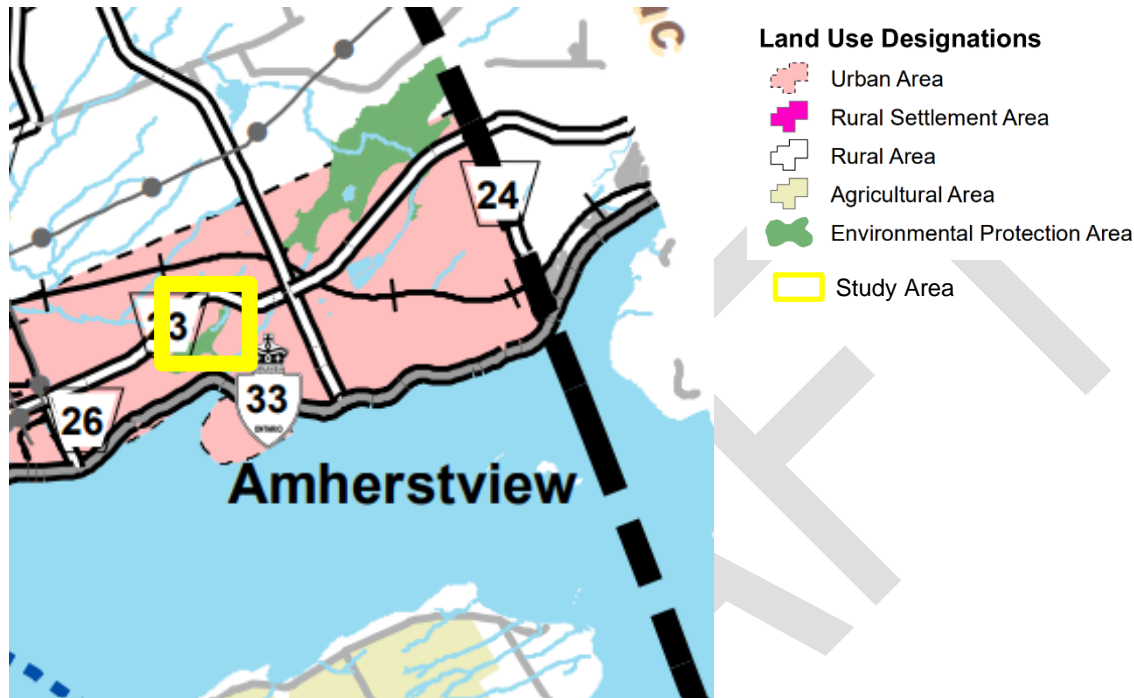 24
23
33
ONTARIO
26
Amherstview
Land Use Designations
Urban Area
Rural Settlement Area
Rural Area
Agricultural Area
Environmental Protection Area
Study Area